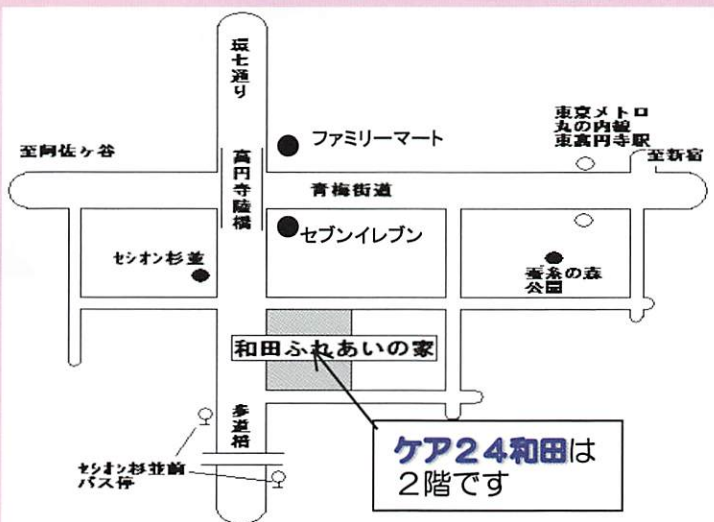 環七通り
ファミリーマート
東京メトロ
丸の内線
東高円寺駅
至阿佐ヶ谷
至新宿
高円寺陸橋
青梅街道
セブンイレブン
セシオン杉並
蚕糸の森
公園
和田ふれあいの家
歩道橋
セシオン杉並前
バス停
ケア24和田は
2階です